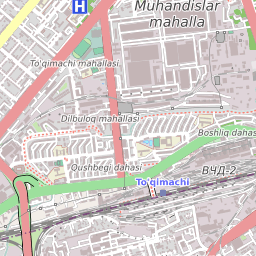 H
Muhandislar
mahalla
To'qimachi mahallasi
Dilbuloq mahallasi
Boshliq dahas
Qushbegi dahasi
ВЧД-2
To'qimachi